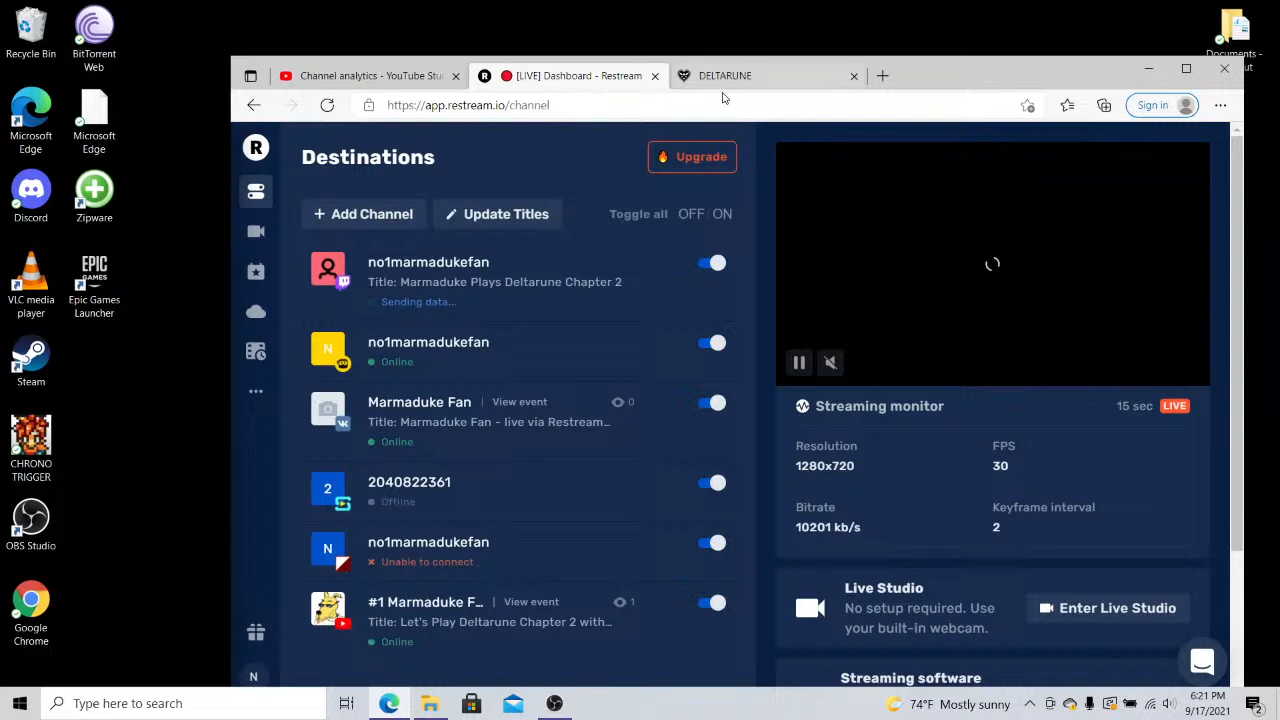 Recycle Bin
BitTorrent
Web
Microsoft
Edge
Microsoft
Edge
Discord
Zipware
VLC media
player
EPIC
GAMES
Epic Games
Launcher
Steam
CHRONO
TRIGGER
OBS Studio
Google
Chrome
Documents -
Channel analytics - YouTube Stu
[LIVE] Dashboard - Restream
DELTARUNE
https://app.restream.io/channel
Sign in
R
Destinations
Upgrade
Add Channel
Update Titles
Toggle all OFF ON
no1marmadukefan
Title: Marmaduke Plays Deltarune Chapter 2
Sending data...
N
no1marmadukefan
Online
Marmaduke Fan | View event 0
Title: Marmaduke Fan - live via Restream...
Online
2
2040822361
Offline
N
no1marmadukefan
Unable to connect
#1 Marmaduke F... | View event 1
Title: Let's Play Deltarune Chapter 2 with...
Online
N
Streaming monitor 15 sec LIVE
Resolution FPS
1280x720 30
Bitrate Keyframe interval
10201 kb/s 2
Live Studio
No setup required. Use
your built-in webcam.
Enter Live Studio
Streaming software
Type here to search
74°F Mostly sunny
6:21 PM
9/17/2021
2